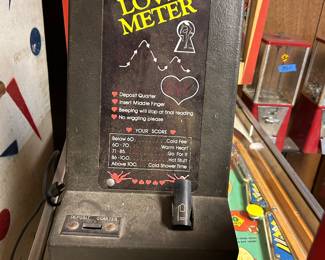 LOVE
METER
Deposit Quarter
Insert Middle Finger
Beeping will stop at final reading
No wiggling please
YOUR SCORE
Below 60 Cold Fee
60 - 70 Warm Heart
71 - 85 Go For It
86 - 100 Hot Stuff
Above 100 Cold Shower Time
DEPOSIT QUARTER